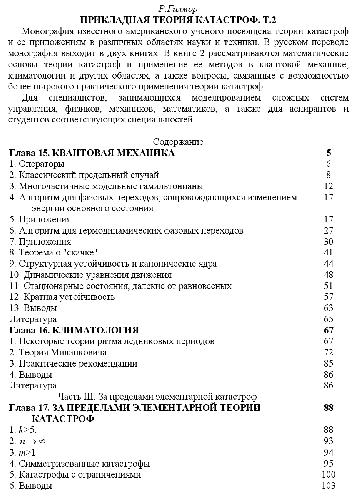 Р.Гилмор
ПРИКЛАДНАЯ ТЕОРИЯ КАТАСТРОФ. Т.2
Монография известного американского ученого посвящена теории катастроф
и ее приложениям в различных областях науки и техники. В русском переводе
монография выходит в двух книгах. В книге 2 рассматриваются математические
основы теории катастроф и применение ее методов в квантовой механике,
климатологии и других областях, а также вопросы, связанные с возможностью
более широкого практического применения теории катастроф.
Для специалистов, занимающихся моделированием сложных систем
управления, физиков, механиков, математиков, а также для аспирантов и
студентов соответствующих специальностей.
Содержание
Глава 15. КВАНТОВАЯ МЕХАНИКА 5
1. Операторы 6
2. Классический предельный случай 8
3. Многочастичные модельные гамильтонианы 12
4. Алгоритм для фазовых переходов, сопровождающихся изменением 17
энергии основного состояния
5. Приложения 17
6. Алгоритм для термодинамических фазовых переходов 27
7. Приложения 30
8. Теорема о "скачке" 41
9. Структурная устойчивость и канонические ядра 44
10. Динамические уравнения движения 48
11. Стационарные состояния, далекие от равновесных 51
12. Кратная устойчивость 57
13. Выводы 63
Литература 65
Глава 16. КЛИМАТОЛОГИЯ 67
1. Некоторые теории ритма ледниковых периодов 67
2. Теория Миланковича 72
3. Практические рекомендации 85
4. Выводы 86
Литература 86
Часть III. За пределами элементарной катастроф
Глава 17. ЗА ПРЕДЕЛАМИ ЭЛЕМЕНТАРНОЙ ТЕОРИИ 88
КАТАСТРОФ
1. k>5. 88
2. n → ∞ 93
3. m>1 94
4. Симметризованные катастрофы 95
5. Катастрофы с ограничениями 100
6. Выводы 103